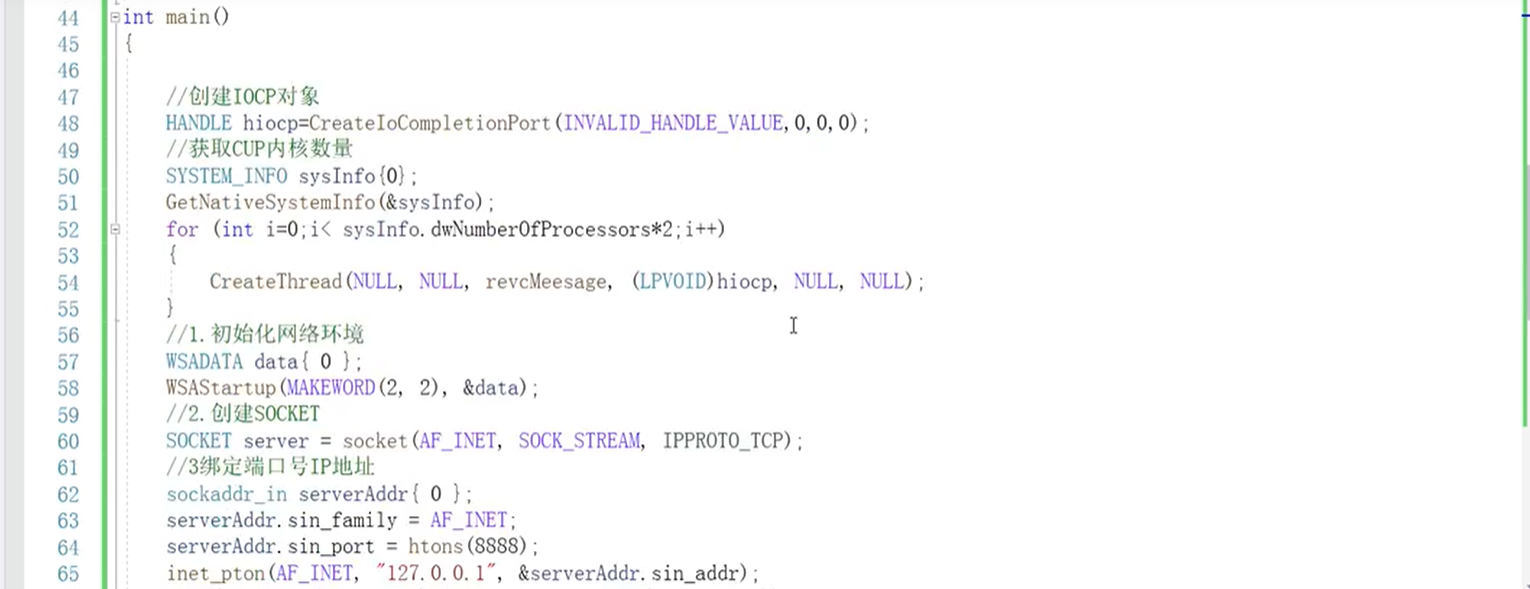 44 int main()
45 {
46
47 //创建IOCP对象
48 HANDLE hiocp=CreateIoCompletionPort(INVALID_HANDLE_VALUE,0,0,0);
49 //获取CUP内核数量
50 SYSTEM_INFO sysInfo{0};
51 GetNativeSystemInfo(&sysInfo);
52 for (int i=0;i< sysInfo.dwNumberOfProcessors*2;i++)
53 {
54 CreateThread(NULL, NULL, revcMeesage, (LPVOID)hiocp, NULL, NULL);
55 }
56 //1.初始化网络环境
57 WSADATA data{ 0 };
58 WSAStartup(MAKEWORD(2, 2), &data);
59 //2.创建SOCKET
60 SOCKET server = socket(AF_INET, SOCK_STREAM, IPPROTO_TCP);
61 //3绑定端口号IP地址
62 sockaddr_in serverAddr{ 0 };
63 serverAddr.sin_family = AF_INET;
64 serverAddr.sin_port = htons(8888);
65 inet_pton(AF_INET, "127.0.0.1", &serverAddr.sin_addr);